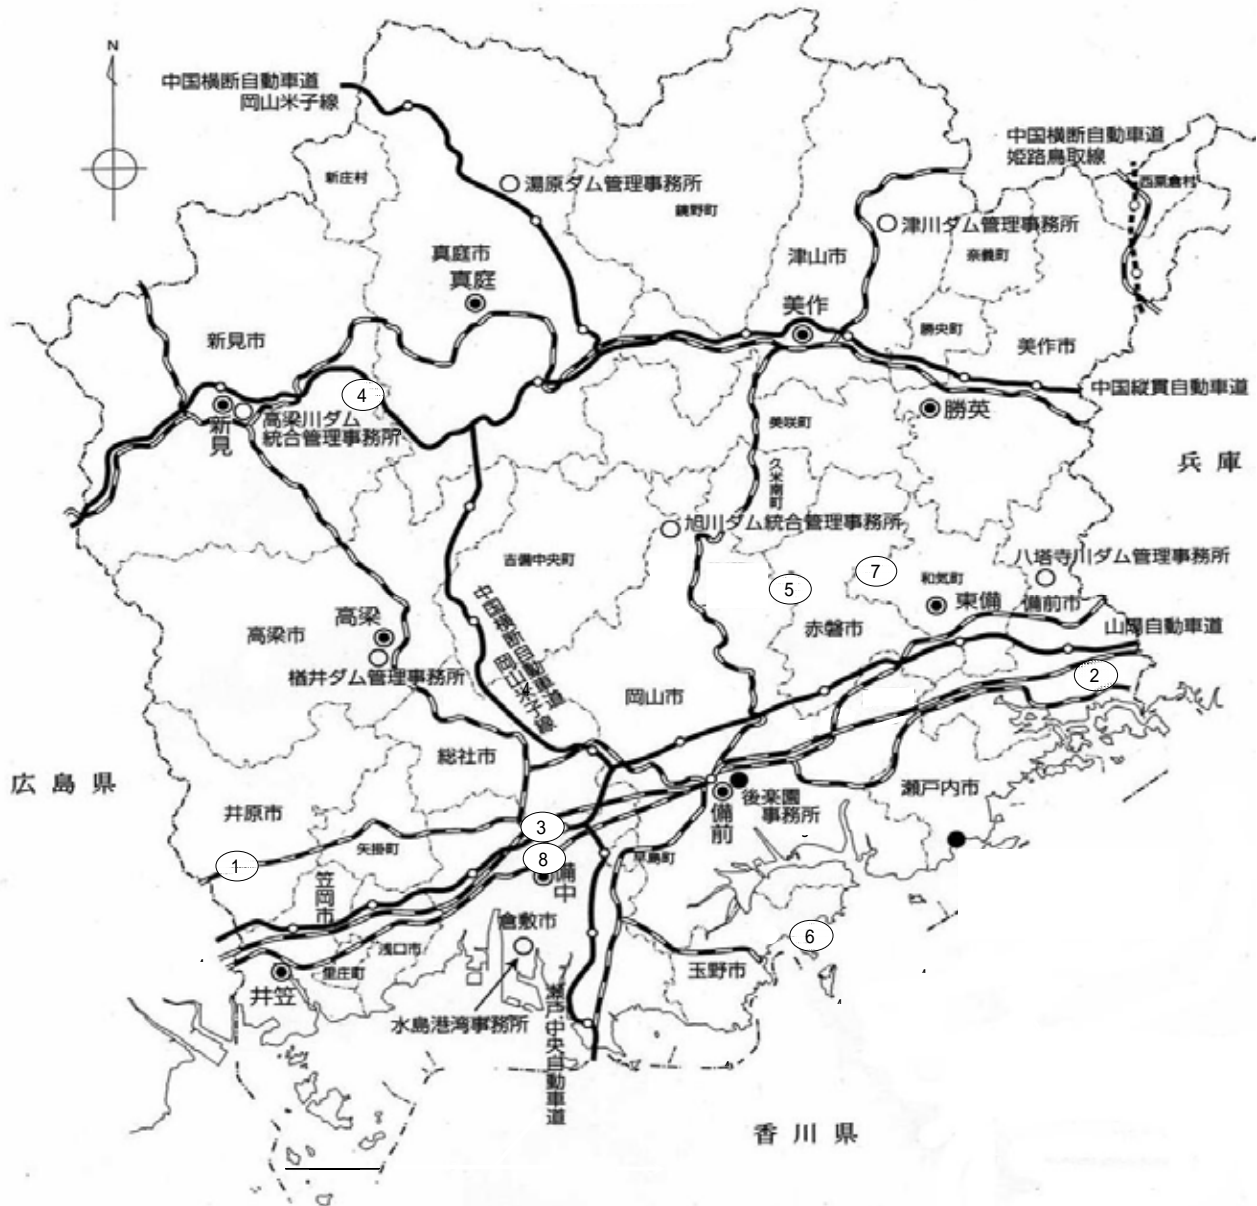 N
中国横断自動車道
岡山米子線
中国横断自動車道
姫路鳥取線
新庄村
湯原ダム管理事務所
鏡野町
西粟倉村
津川ダム管理事務所
真庭市
真庭
津山市
奈義町
美作
新見市
勝央町
美作市
中国縦貫自動車道
4
新見
高梁川ダム
統合管理事務所
勝英
美咲町
兵庫
久米南町
旭川ダム統合管理事務所
吉備中央町
八塔寺川ダム管理事務所
5
7
和気町
東備
備前市
中国横断自動車道
岡山米子線
高梁市
高梁
赤磐市
山陽自動車道
楢井ダム管理事務所
2
岡山市
総社市
広島県
井原市
瀬戸内市
後楽園
事務所
備前
3
矢掛町
早島町
1
8
備中
笠岡市
倉敷市
6
浅口市
里庄町
玉野市
井笠
水島港湾事務所
瀬戸中央自動車道
香川県